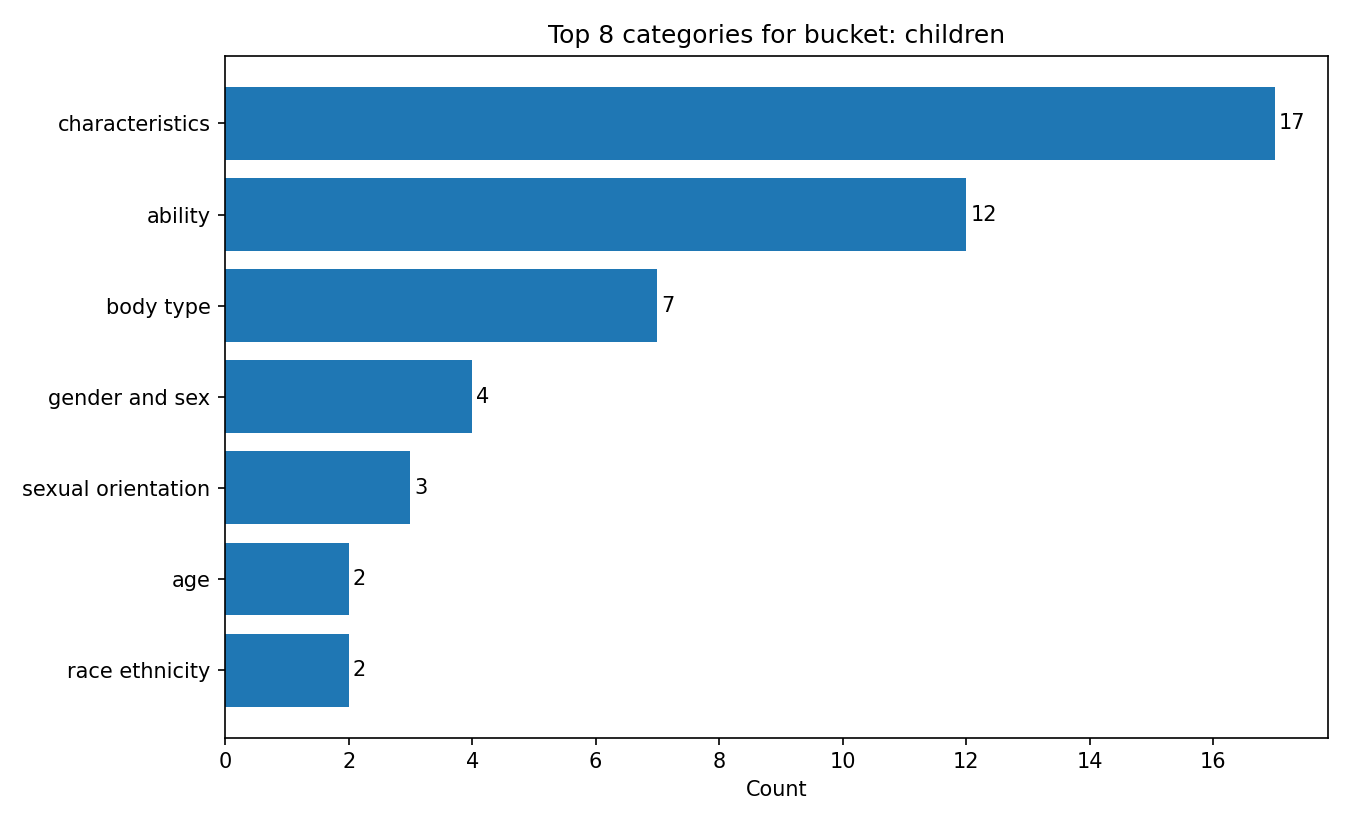 Top 8 categories for bucket: children
characteristics
17
ability
12
body type
7
gender and sex
4
sexual orientation
3
age
2
race ethnicity
2
0 2 4 6 8 10 12 14 16
Count